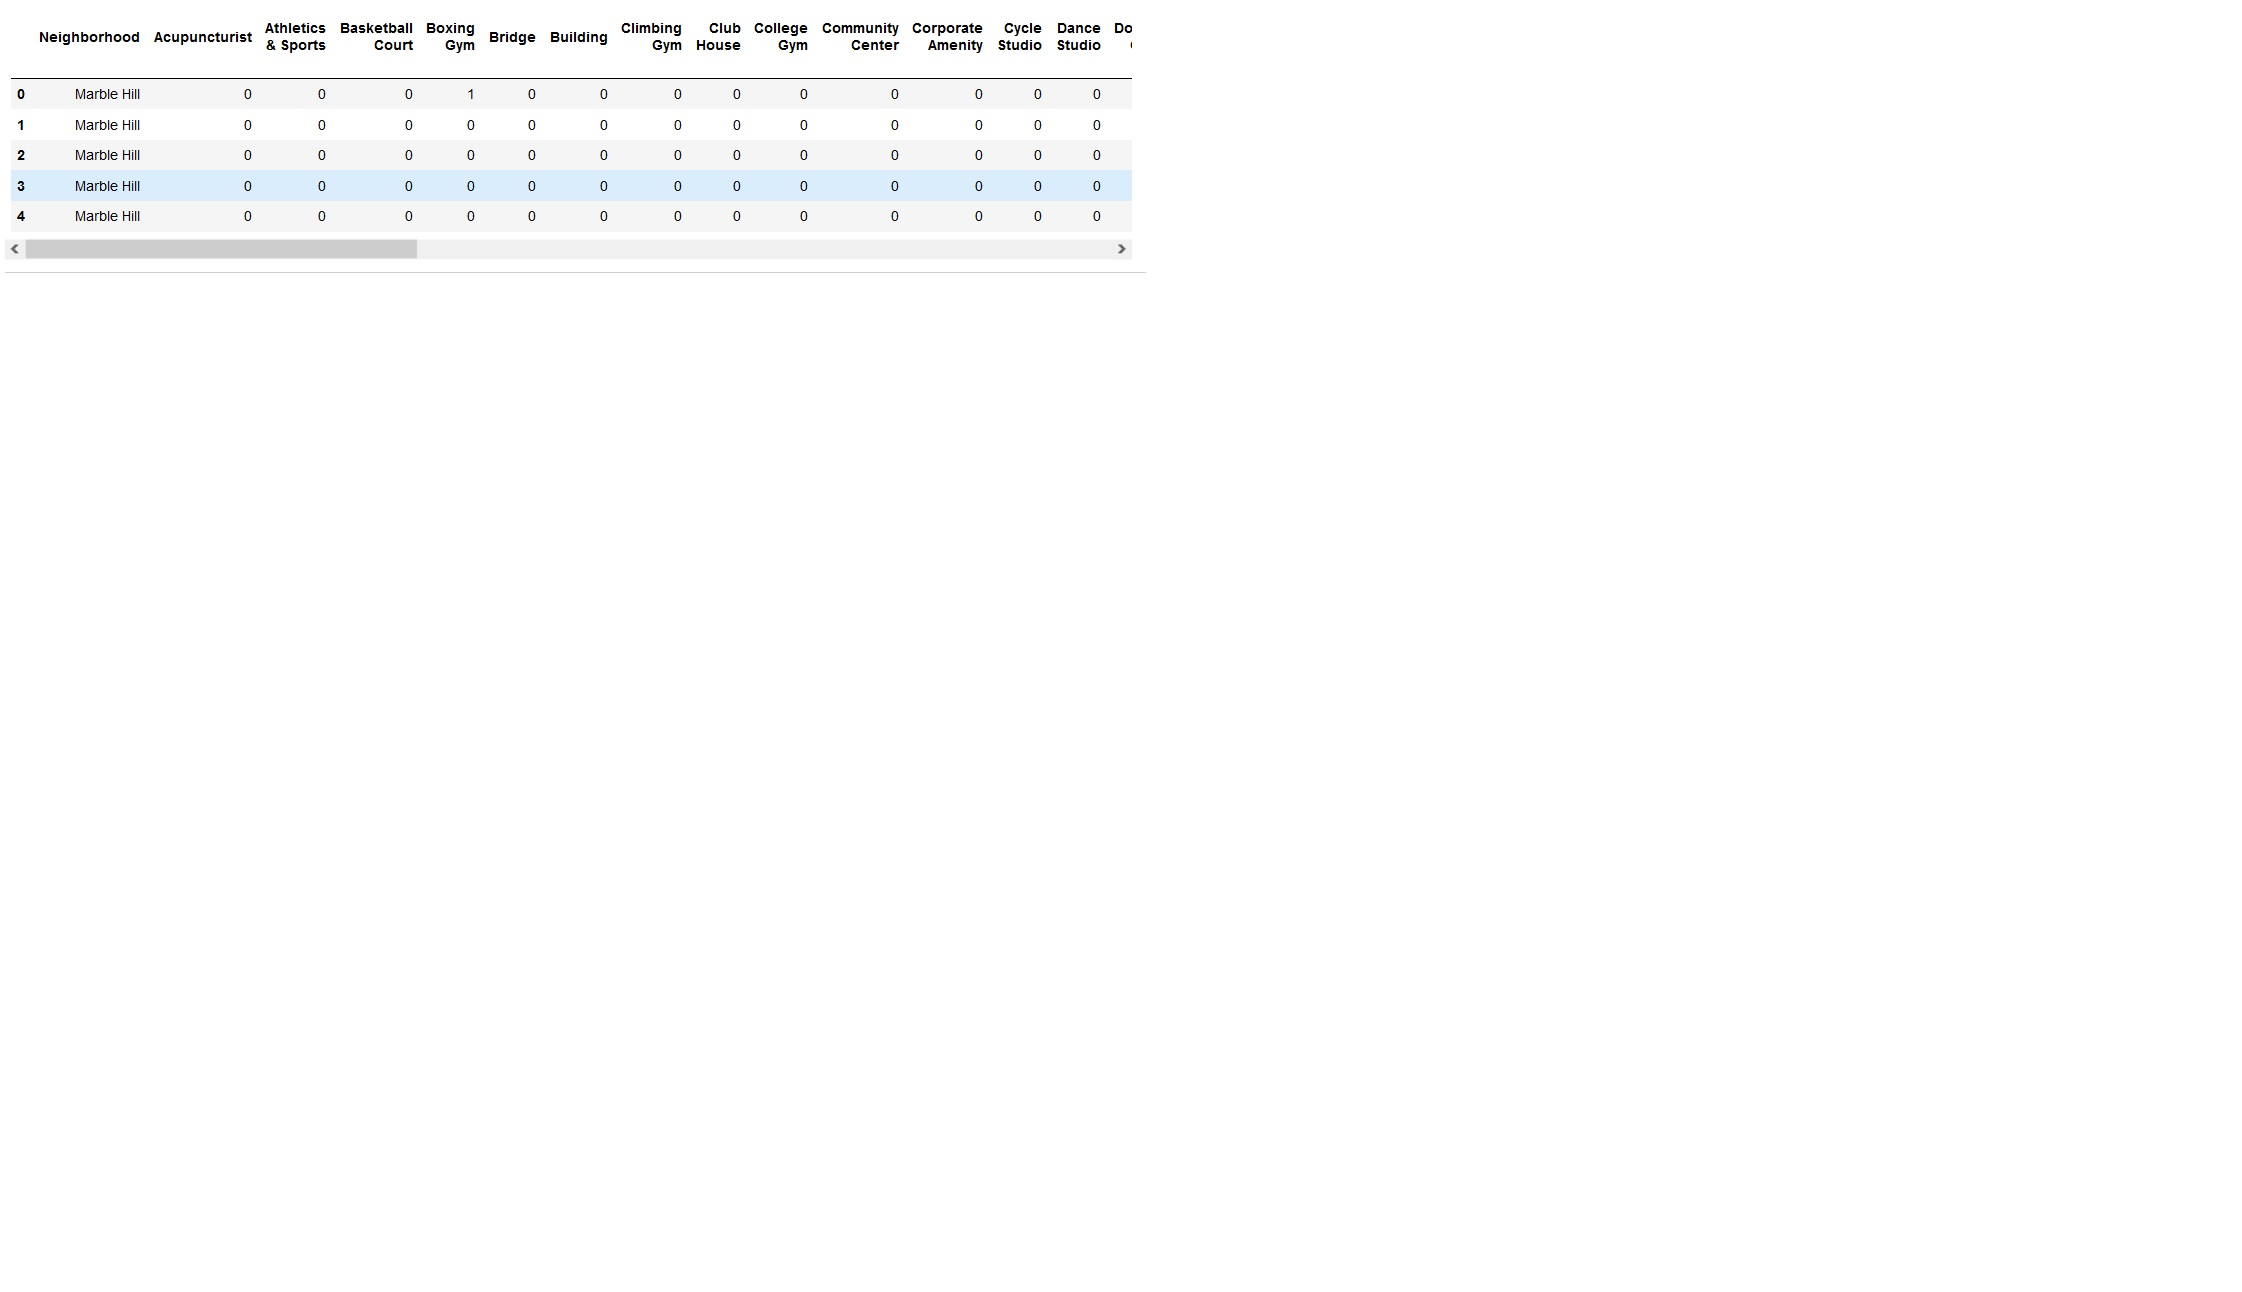 Neighborhood Acupuncturist Athletics & Sports Basketball Court Boxing Gym Bridge Building Climbing Gym Club House College Gym Community Center Corporate Amenity Cycle Studio Dance Studio Do
0 Marble Hill 0 0 0 1 0 0 0 0 0 0 0 0 0
1 Marble Hill 0 0 0 0 0 0 0 0 0 0 0 0 0
2 Marble Hill 0 0 0 0 0 0 0 0 0 0 0 0 0
3 Marble Hill 0 0 0 0 0 0 0 0 0 0 0 0 0
4 Marble Hill 0 0 0 0 0 0 0 0 0 0 0 0 0